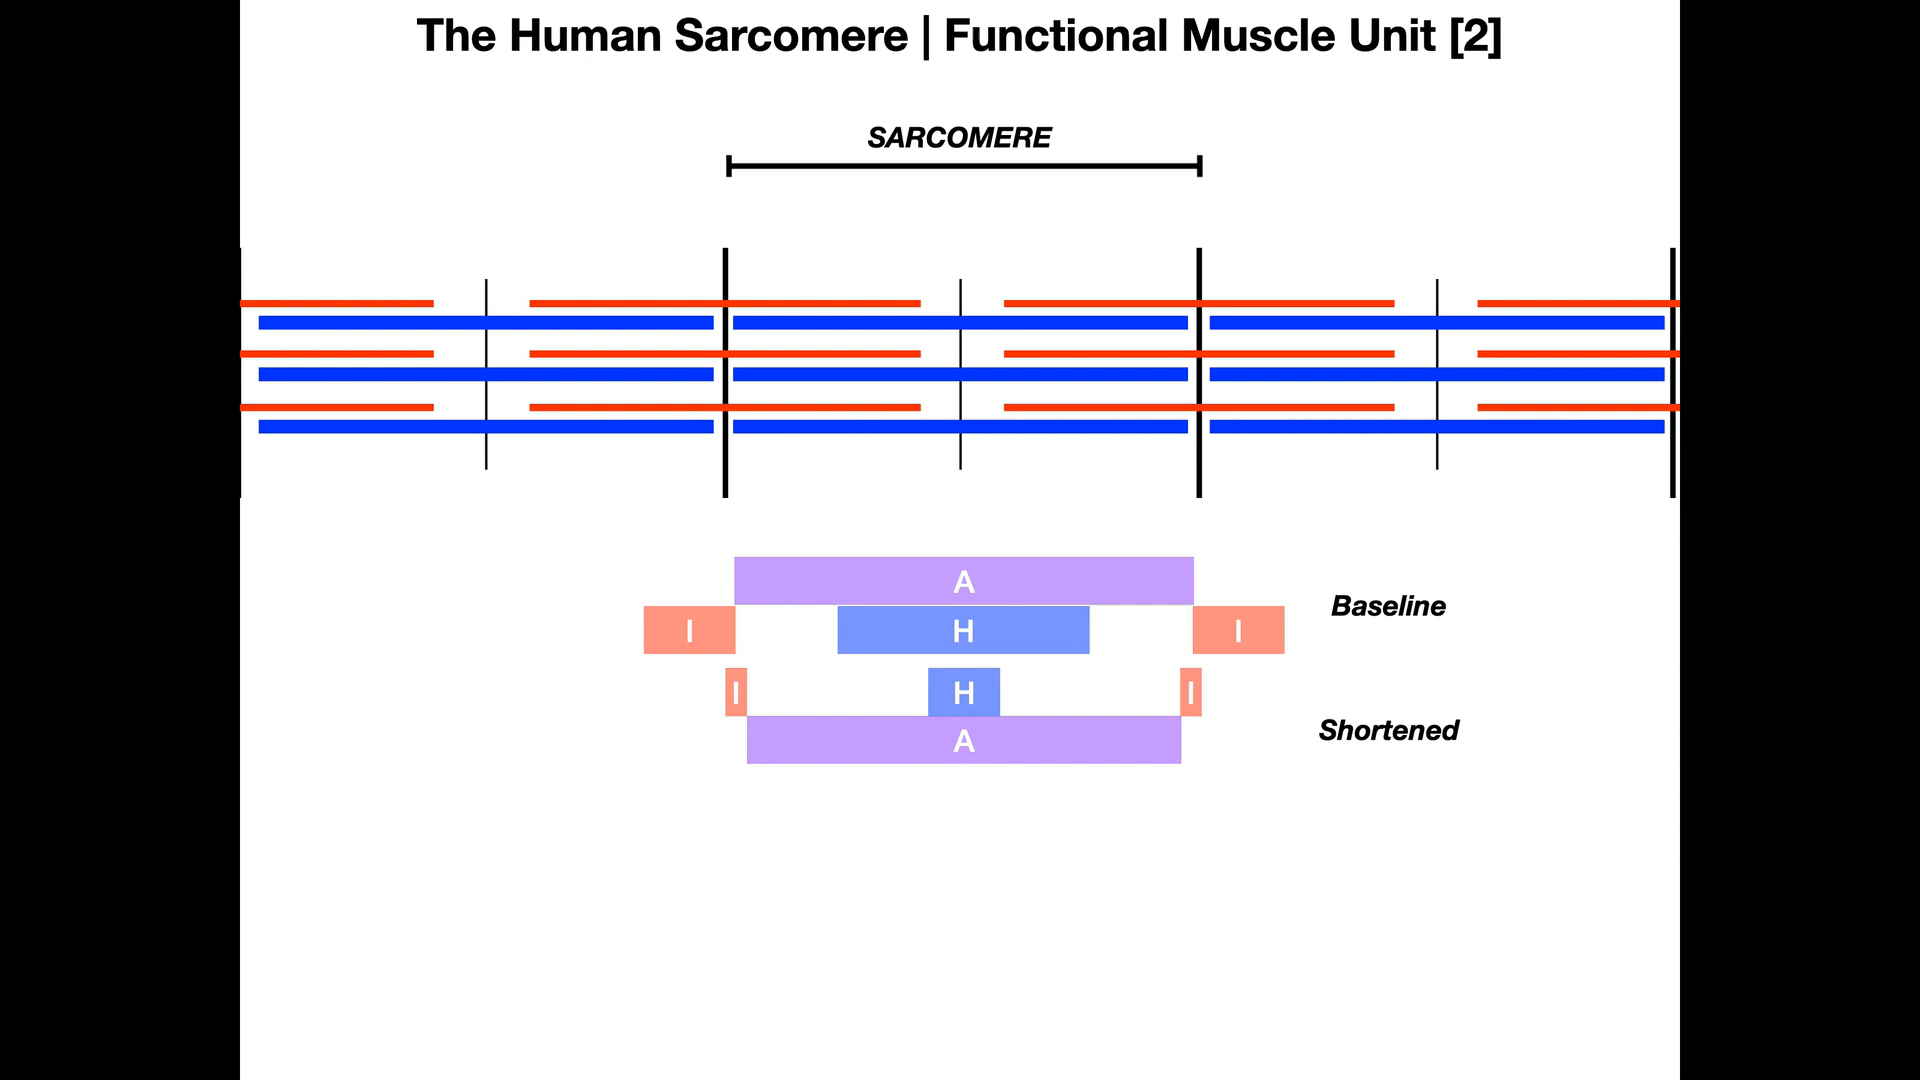 The Human Sarcomere | Functional Muscle Unit [2]
SARCOMERE
A
Baseline
I H I
I H I
Shortened
A